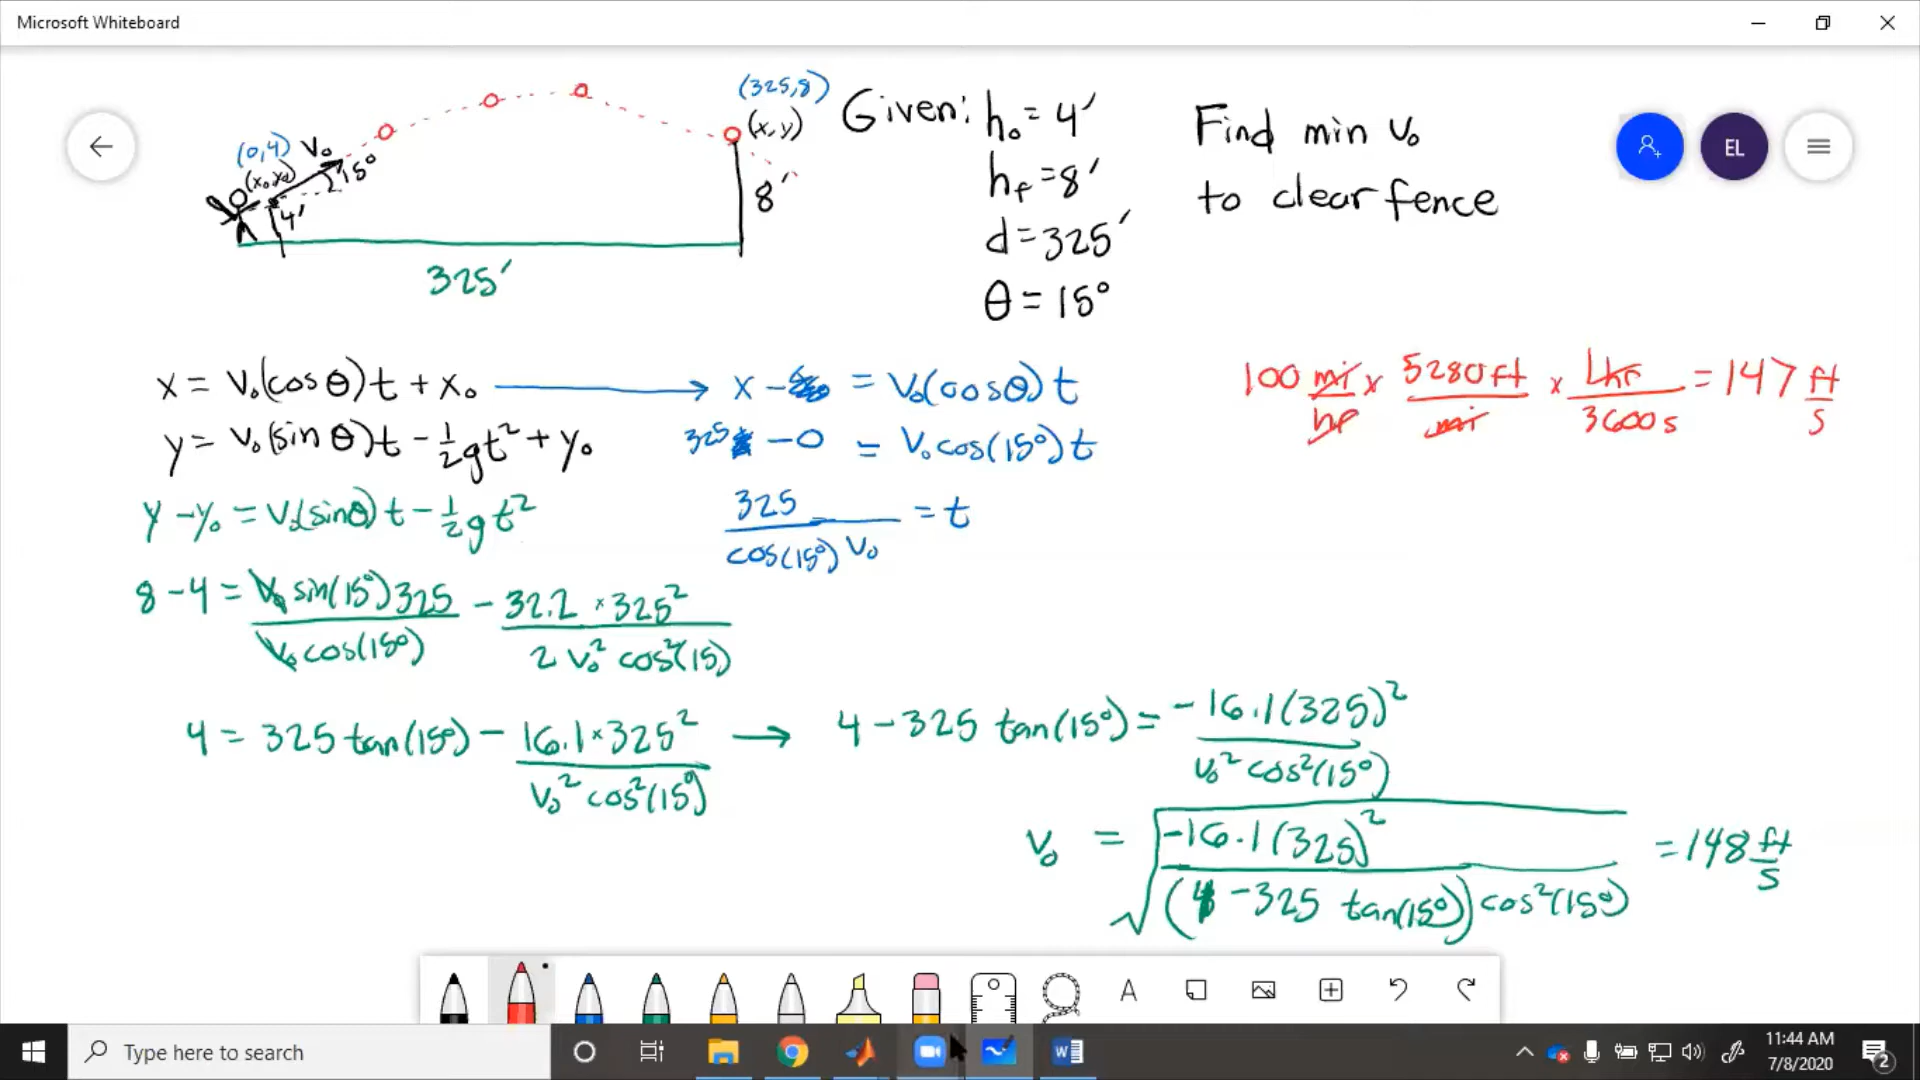 Microsoft Whiteboard
(325,8)
(x,y)
(0,4) v₀
(x₀,y₀)
15°
4'
8'
325'
Given: h₀ = 4'
h_f = 8'
d = 325'
θ = 15°
Find min v₀
to clear fence
EL
x = v₀(cos θ)t + x₀
y = v₀(sin θ)t - 1/2 gt² + y₀
x - = v₀(cosθ) t
325 - 0 = v₀ cos(15°) t
325 / cos(15°) v₀ = t
100 mi/hr x 5280 ft/mi x 1 hr/3600 s = 147 ft/s
y - y₀ = v₀(sinθ) t - 1/2 g t²
8 - 4 = v₀ sin(15°) 325 / v₀ cos(15°) - 32.2 × 325² / 2 v₀² cos²(15)
4 = 325 tan(15°) - 16.1 × 325² / v₀² cos²(15°) → 4 - 325 tan(15°) = -16.1(325)² / v₀² cos²(15°)
v₀ = √(-16.1(325)² / (4 - 325 tan(15°)) cos²(15°)) = 148 ft/s
A
Type here to search
11:44 AM
7/8/2020
2